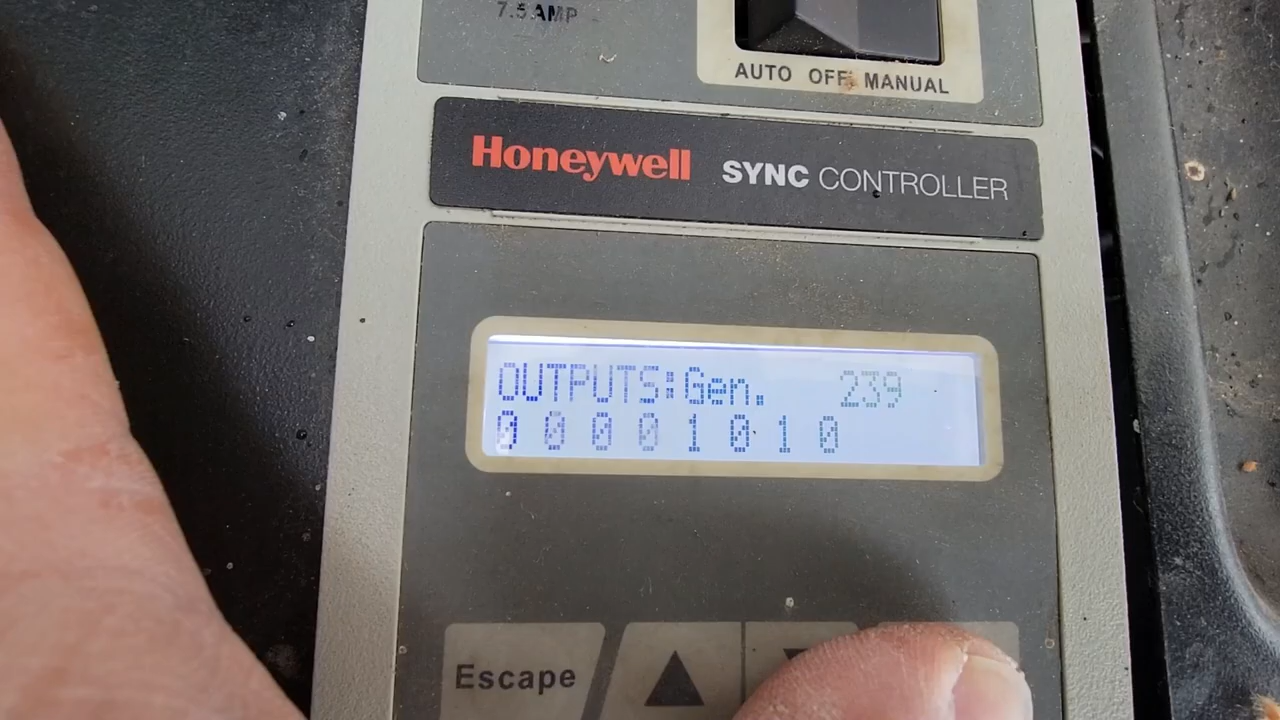 7.5 AMP
AUTO OFF MANUAL
Honeywell SYNC CONTROLLER
OUTPUTS:Gen. 239
0 0 0 0 1 0 1 0
Escape